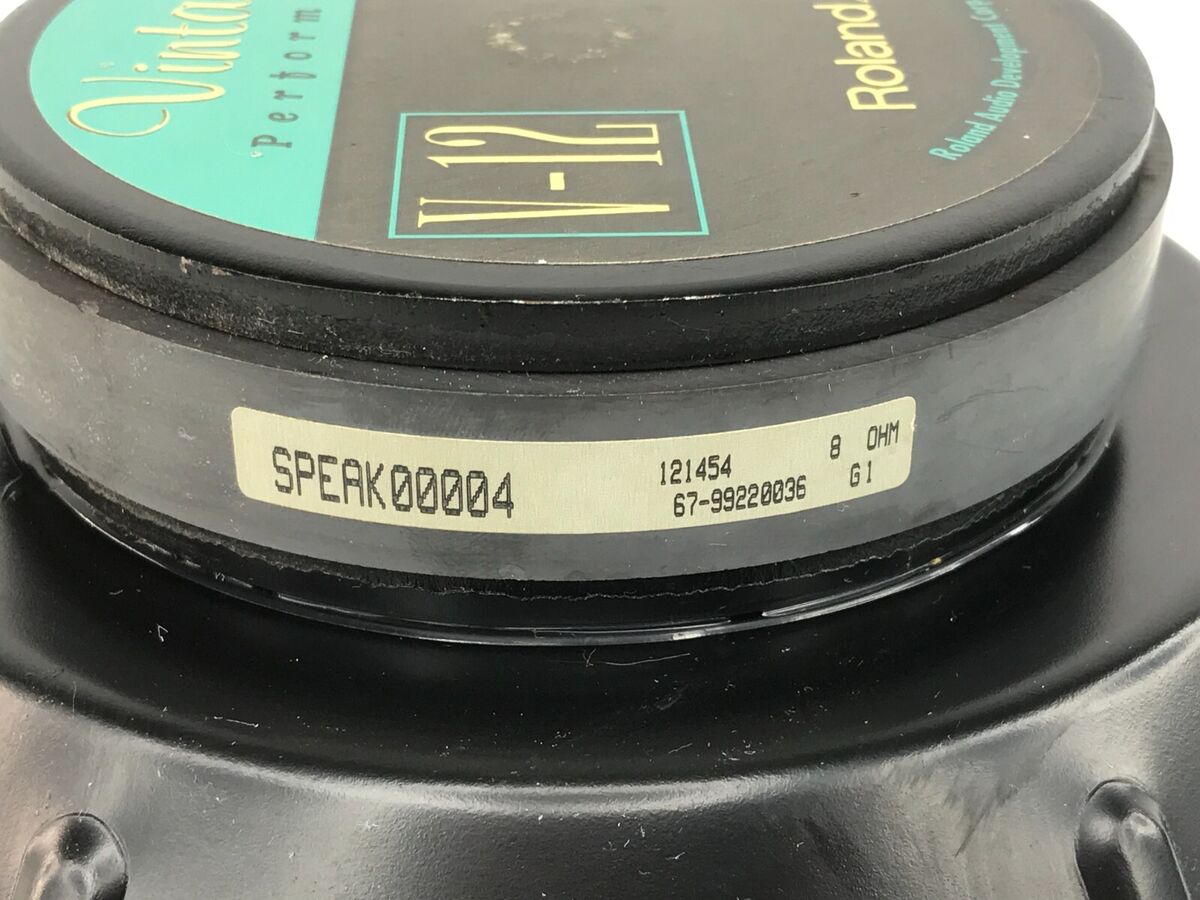 V-12
Roland
Roland Audio Development Corp
SPEAK00004
121454
8 OHM
67-99220036
G1